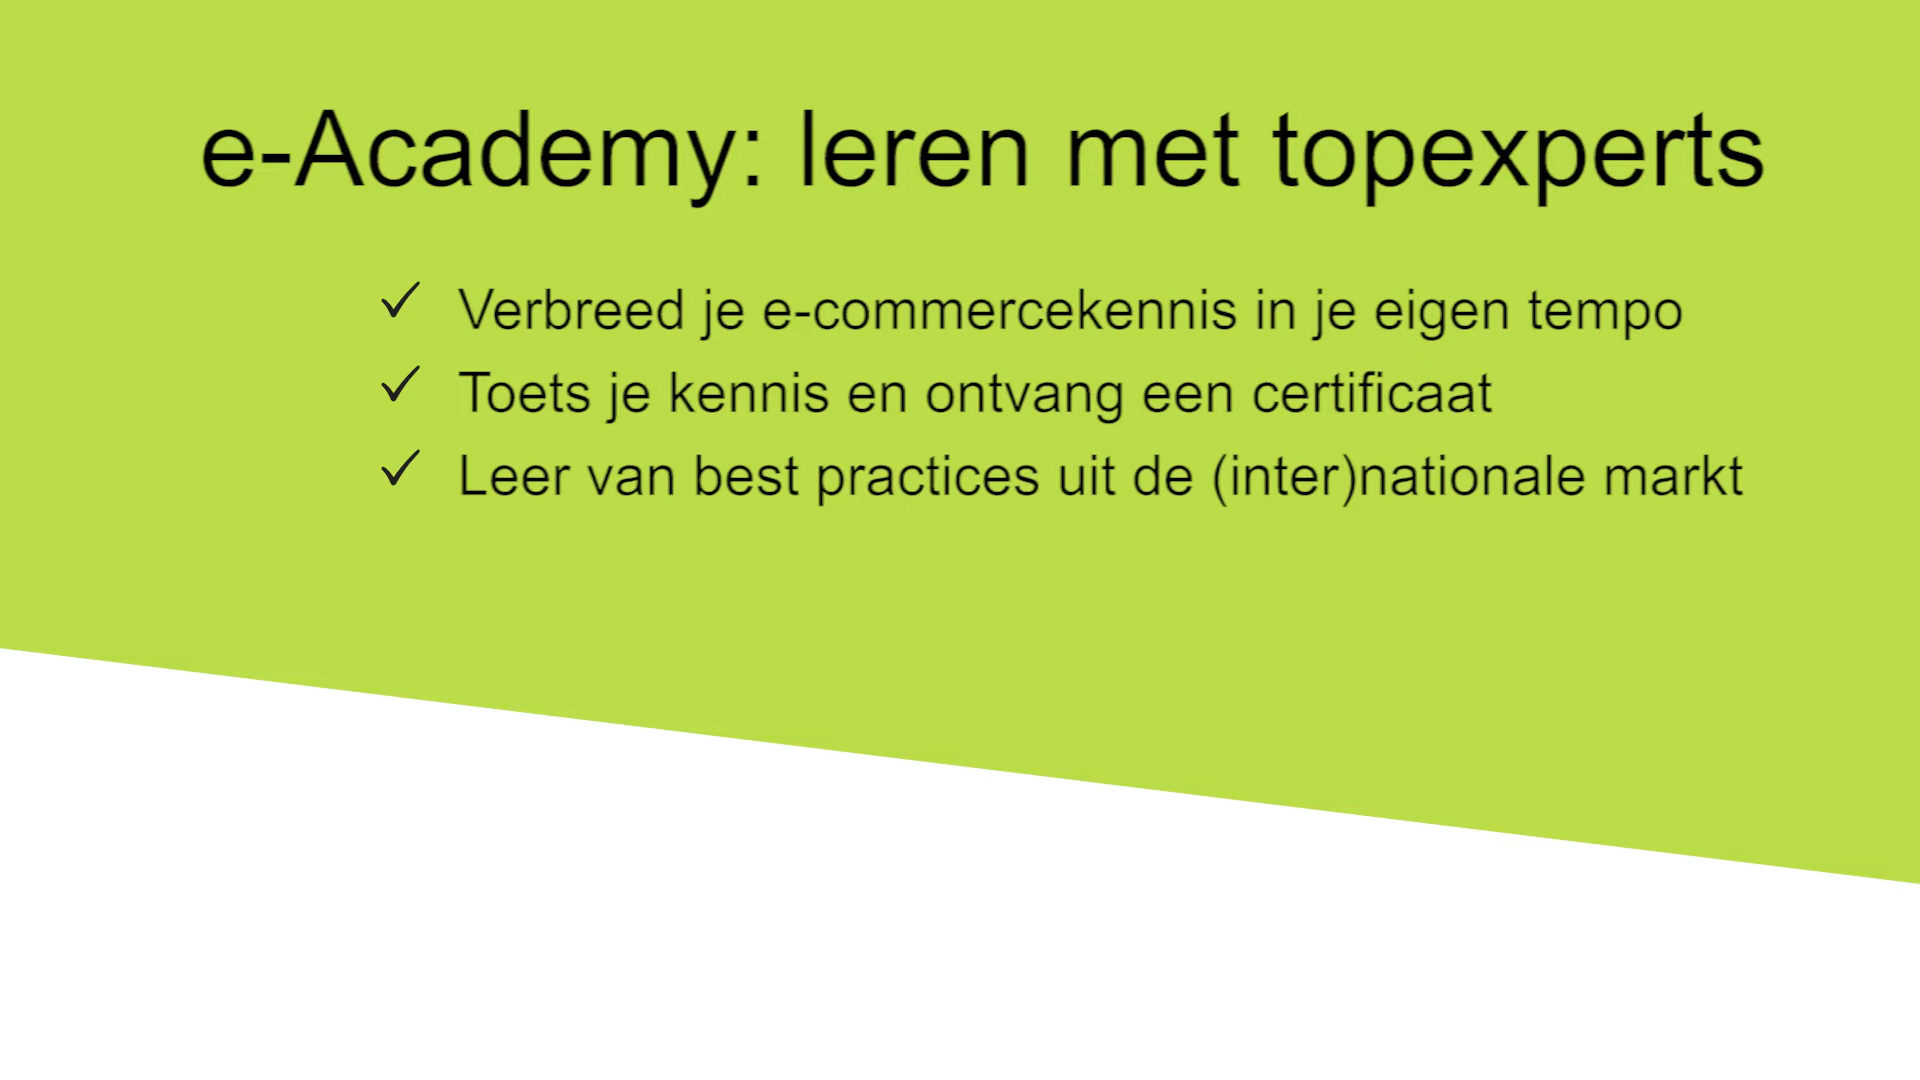 e-Academy: leren met topexperts
✓ Verbreed je e-commercekennis in je eigen tempo
✓ Toets je kennis en ontvang een certificaat
✓ Leer van best practices uit de (inter)nationale markt